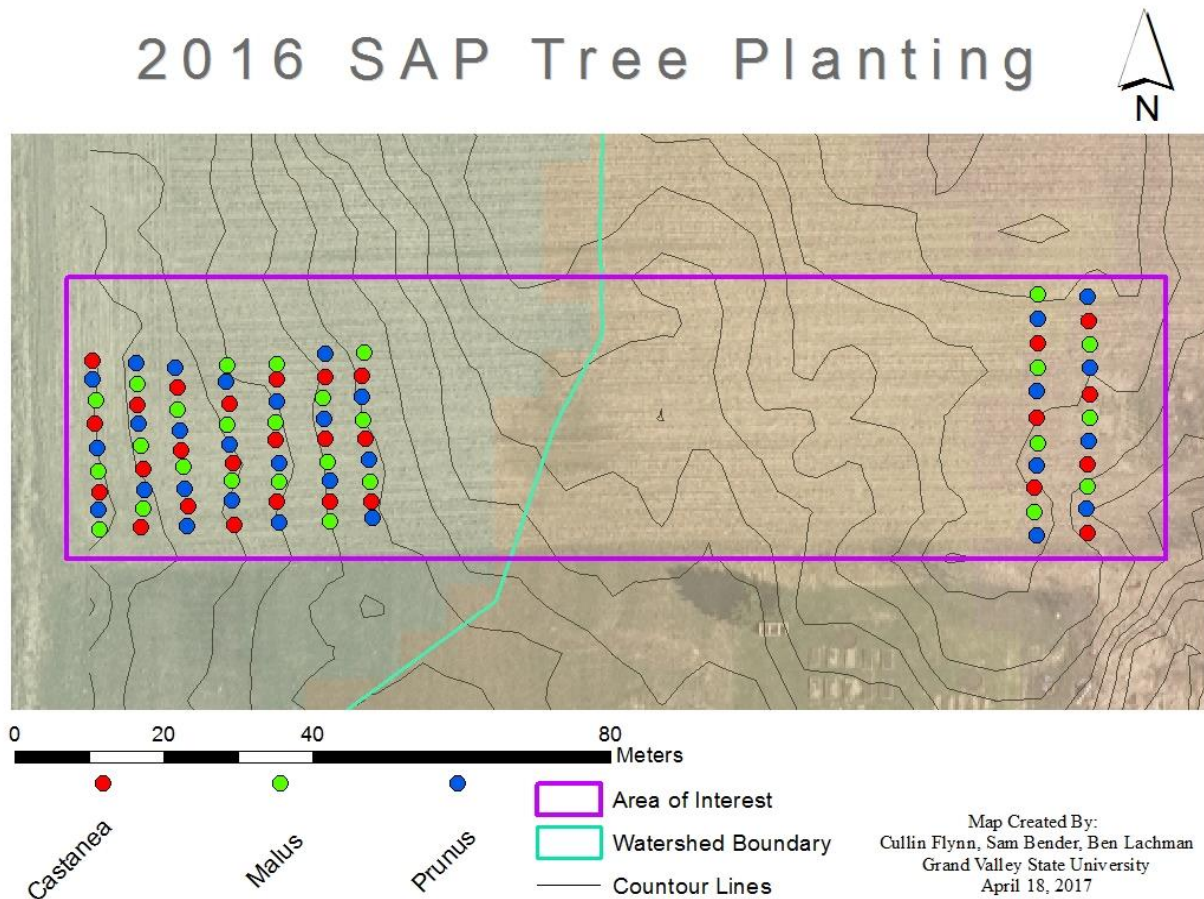 2016 SAP Tree Planting
N
0 20 40 80
Meters
Castanea
Malus
Prunus
Area of Interest
Watershed Boundary
Countour Lines
Map Created By:
Cullin Flynn, Sam Bender, Ben Lachman
Grand Valley State University
April 18, 2017